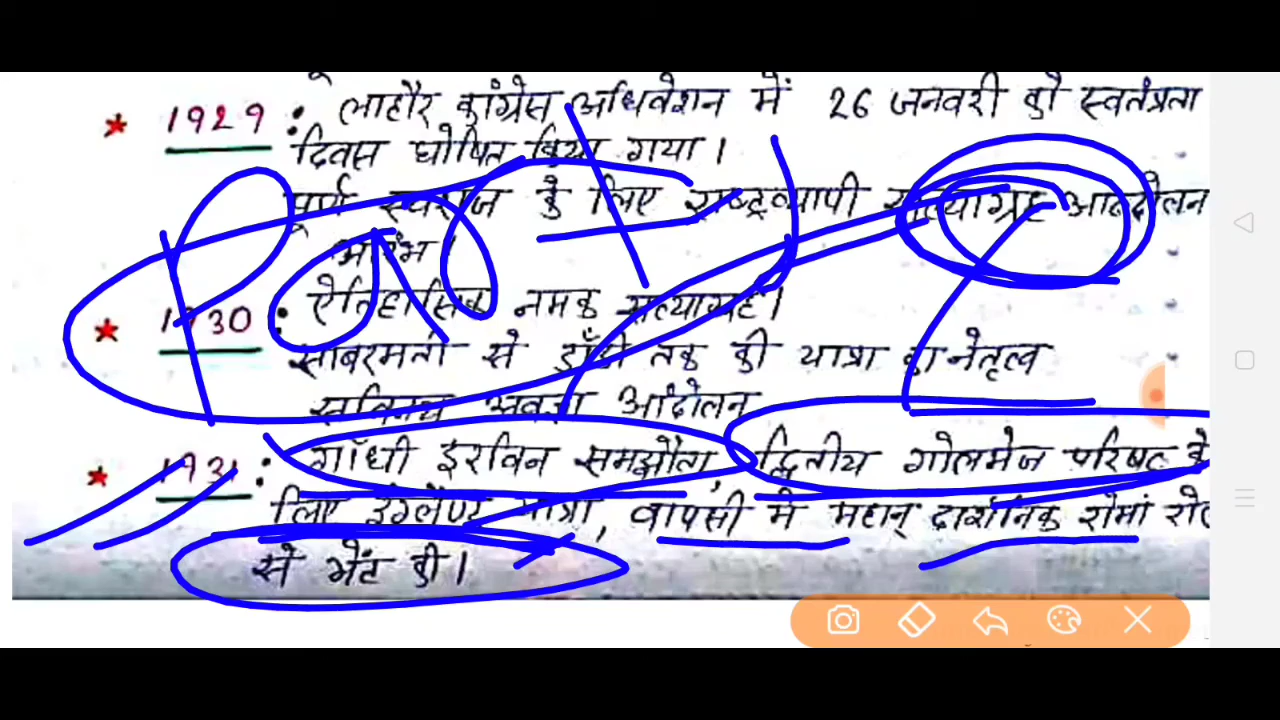 ★ 1929 : लाहौर कांग्रेस अधिवेशन में 26 जनवरी को स्वतंत्रता
दिवस घोषित किया गया।
पूर्ण स्वराज के लिए राष्ट्रव्यापी सत्याग्रह आन्दोलन
आरंभ।
★ 1930 : ऐतिहासिक नमक सत्याग्रह।
साबरमती से डाँडी तक की यात्रा का नेतृत्व
सविनय अवज्ञा आंदोलन
★ 1931 : गाँधी इरविन समझौता, द्वितीय गोलमेज परिषद के
लिए इंग्लैण्ड यात्रा, वापसी में महान् दार्शनिक रोमां
से भेंट की।